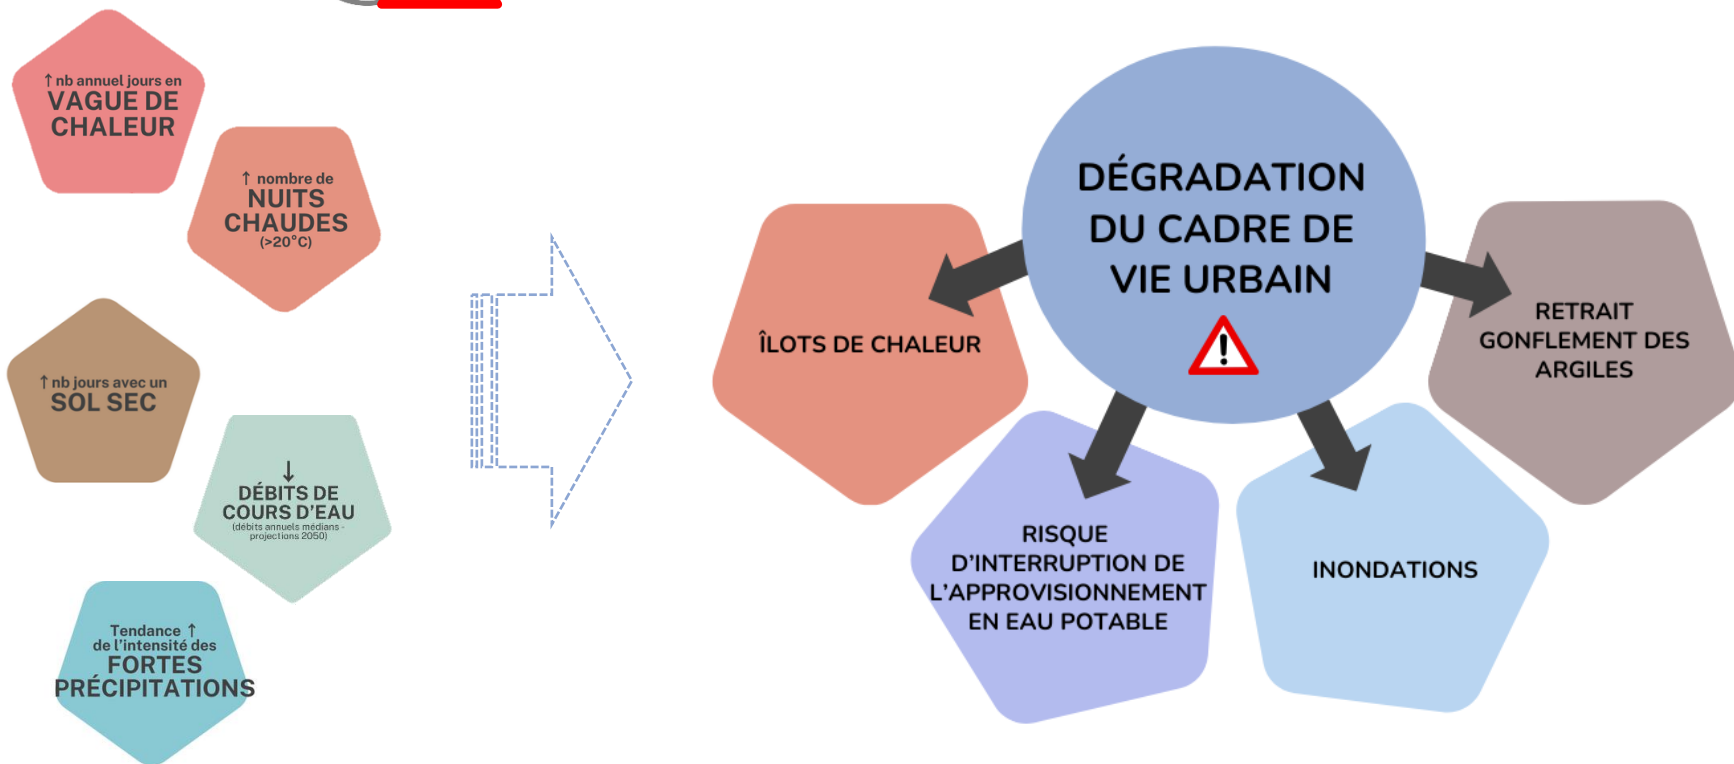 ↑ nb annuel jours en
VAGUE DE
CHALEUR
↑ nombre de
NUITS
CHAUDES
(>20°C)
↑ nb jours avec un
SOL SEC
↓
DÉBITS DE
COURS D'EAU
(débits annuels médians -
projections 2050)
Tendance ↑
de l'intensité des
FORTES
PRÉCIPITATIONS
DÉGRADATION
DU CADRE DE
VIE URBAIN
!
ÎLOTS DE CHALEUR
RISQUE
D'INTERRUPTION DE
L'APPROVISIONNEMENT
EN EAU POTABLE
INONDATIONS
RETRAIT
GONFLEMENT DES
ARGILES